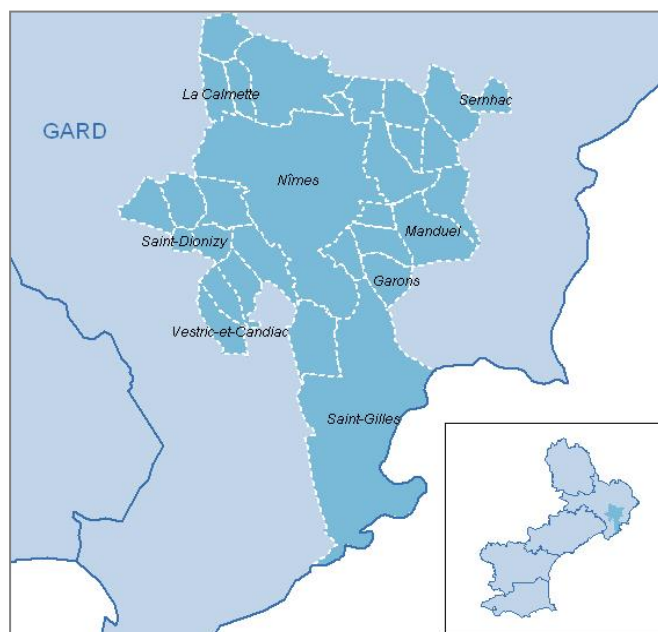 La Calmette
Sernhac
GARD
Nîmes
Manduel
Saint-Dionizy
Garons
Vestric-et-Candiac
Saint-Gilles